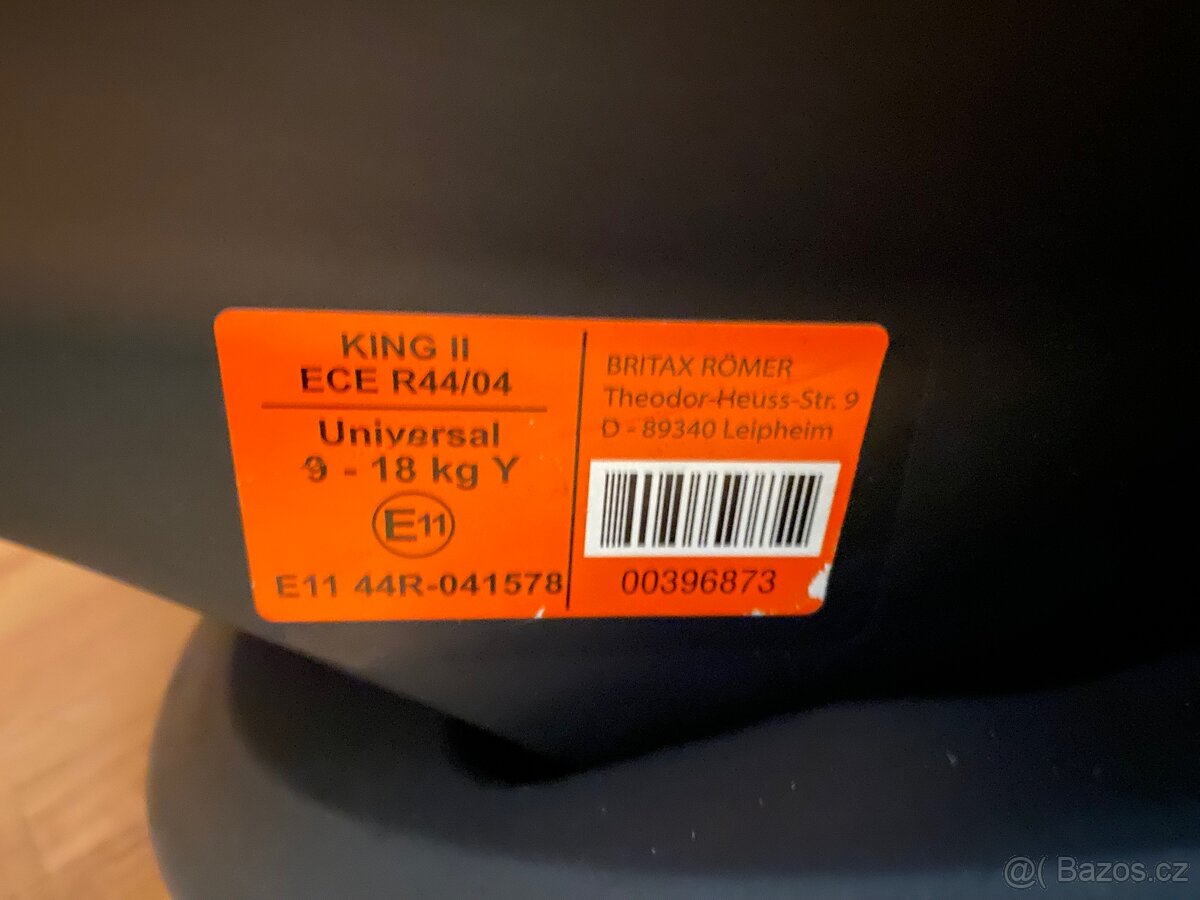 KING II
ECE R44/04
Universal
9 - 18 kg Y
E11
E11 44R-041578
BRITAX RÖMER
Theodor-Heuss-Str. 9
D - 89340 Leipheim
00396873
@( Bazos.cz